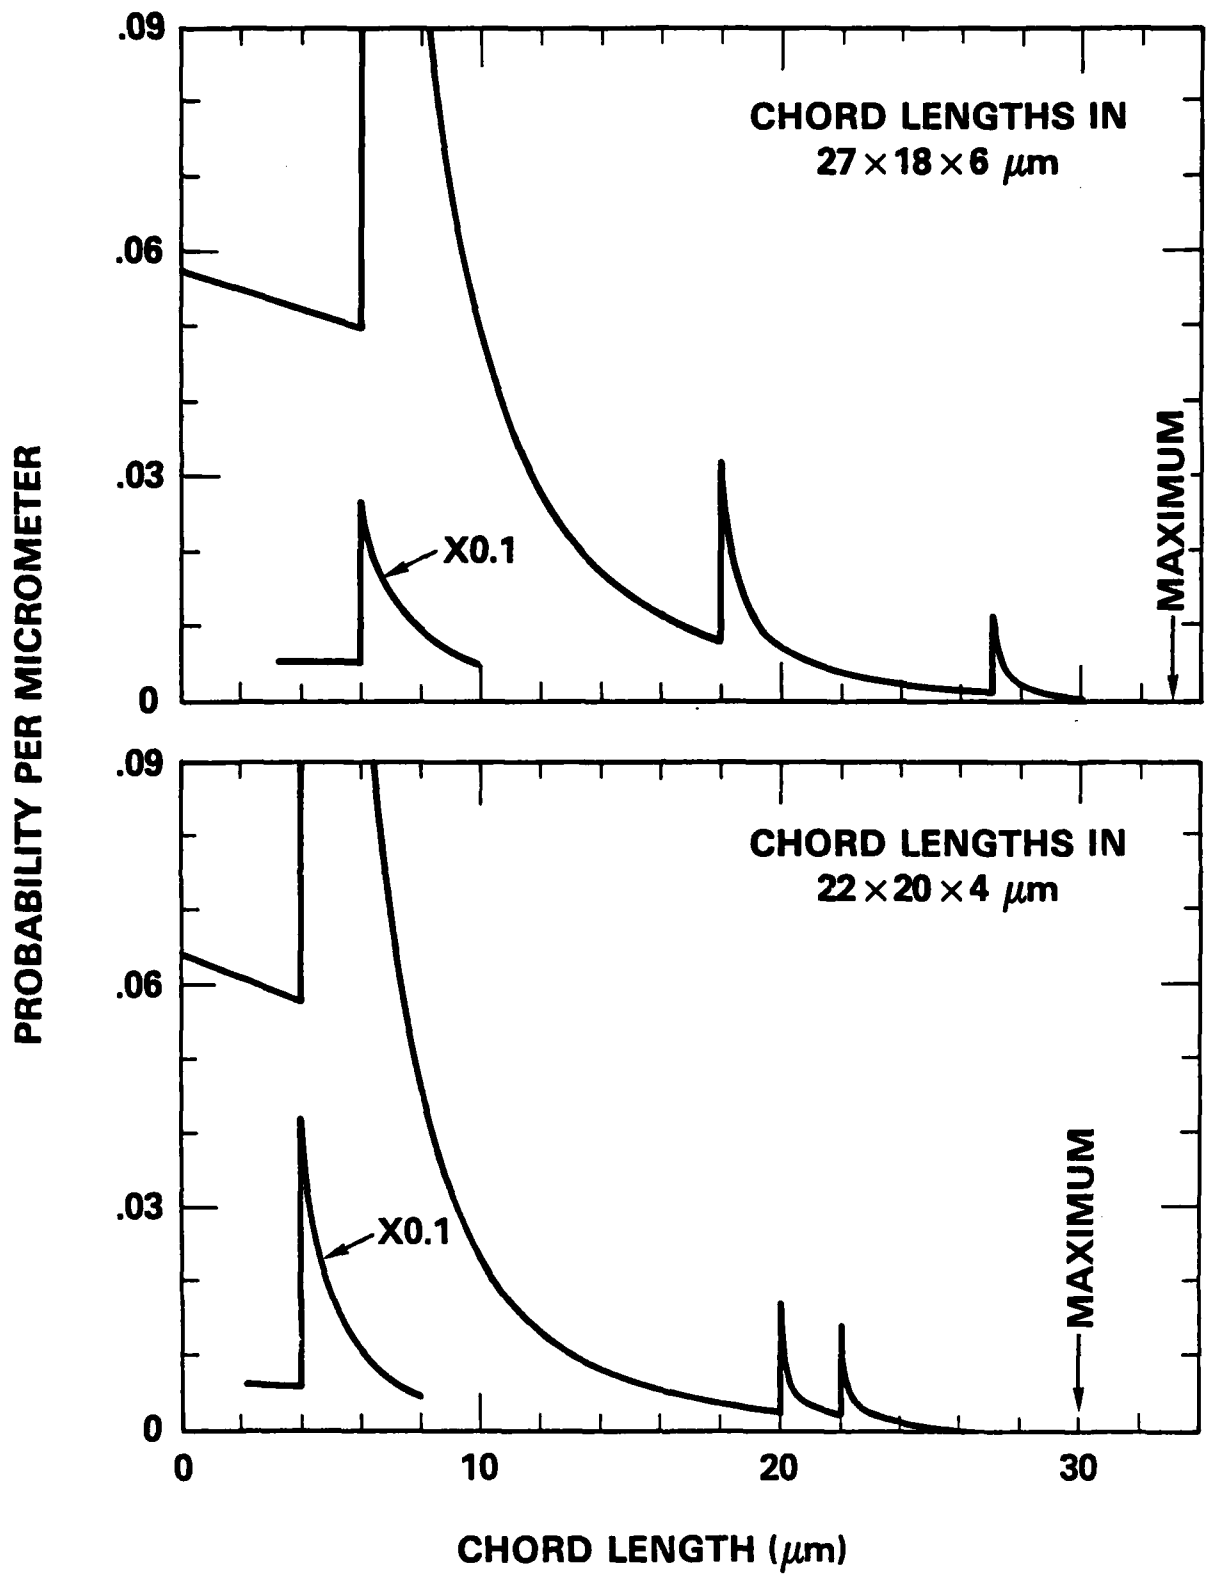 PROBABILITY PER MICROMETER
.09
.06
.03
0
CHORD LENGTHS IN
27 × 18 × 6 μm
X0.1
MAXIMUM
.09
.06
.03
0
CHORD LENGTHS IN
22 × 20 × 4 μm
X0.1
MAXIMUM
0 10 20 30
CHORD LENGTH (μm)